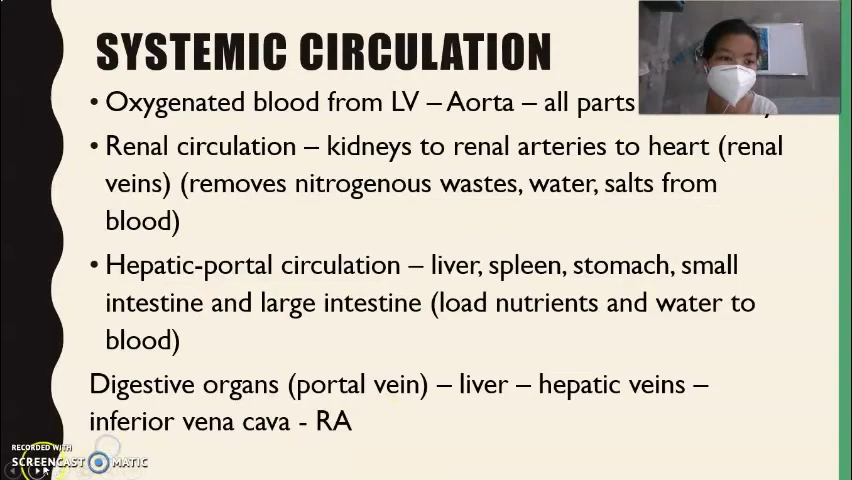 SYSTEMIC CIRCULATION
• Oxygenated blood from LV – Aorta – all parts
• Renal circulation – kidneys to renal arteries to heart (renal
veins) (removes nitrogenous wastes, water, salts from
blood)
• Hepatic-portal circulation – liver, spleen, stomach, small
intestine and large intestine (load nutrients and water to
blood)
Digestive organs (portal vein) – liver – hepatic veins –
inferior vena cava - RA
RECORDED WITH
SCREENCAST MATIC